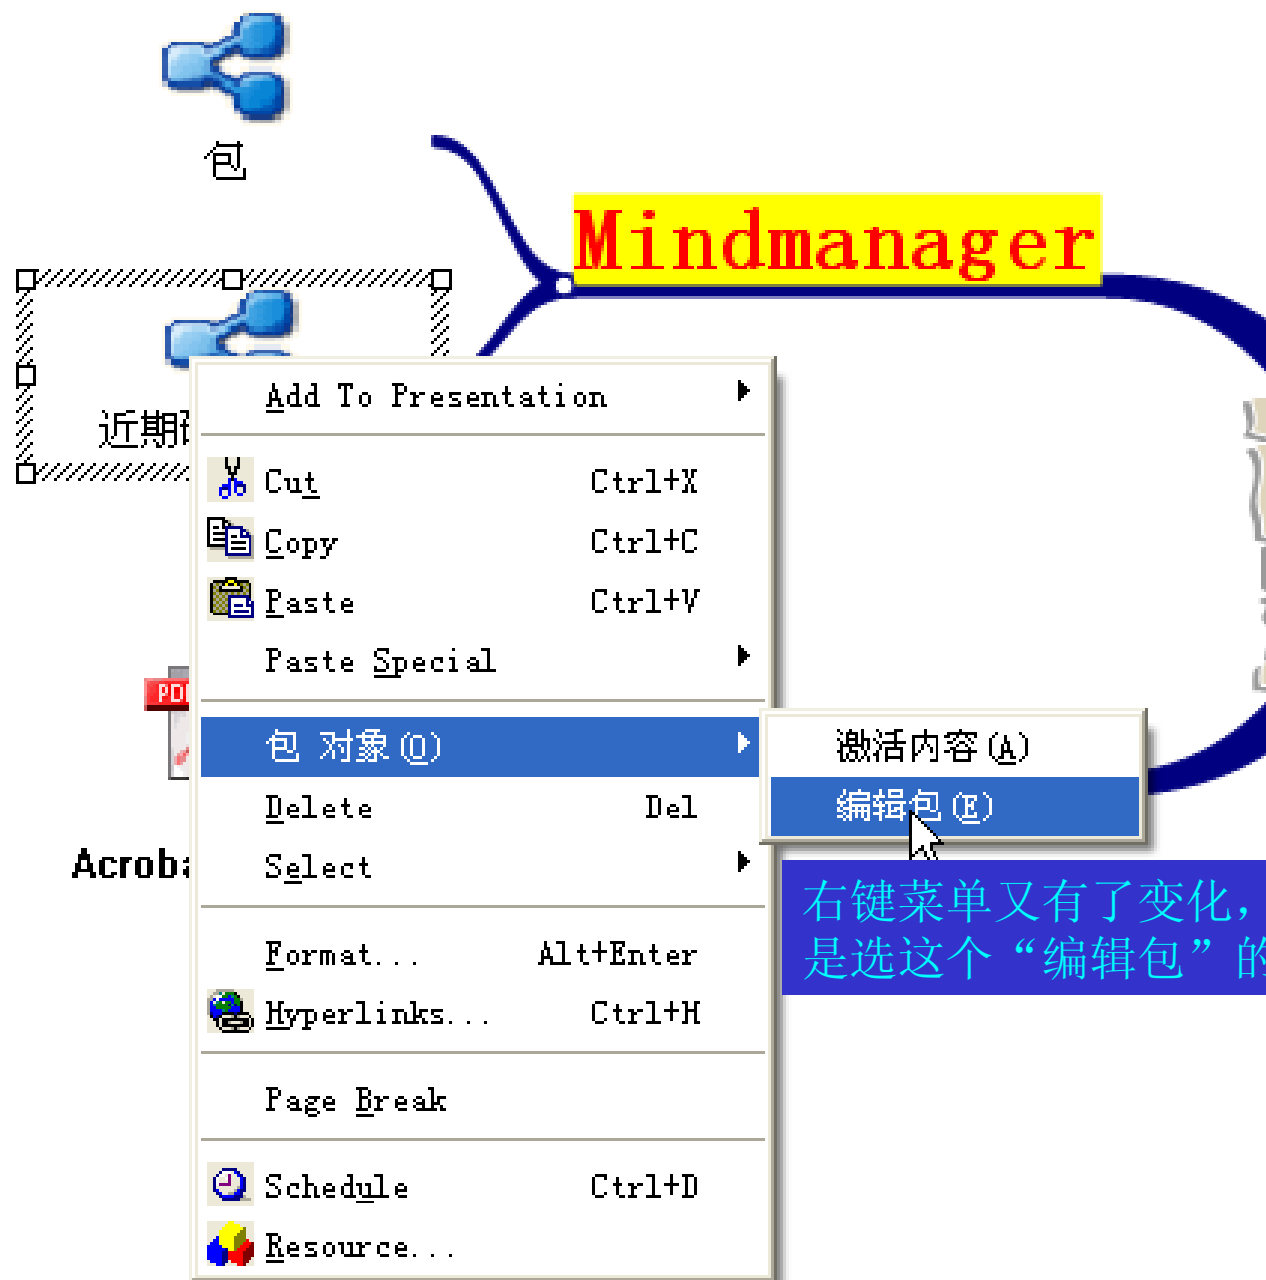 包
Mindmanager
近期
Add To Presentation
Cut Ctrl+X
Copy Ctrl+C
Paste Ctrl+V
Paste Special
PDF
包 对象(O)
激活内容(A)
编辑包(E)
Delete Del
Select
Acroba
右键菜单又有了变化，
是选这个“编辑包”的
Format... Alt+Enter
Hyperlinks... Ctrl+H
Page Break
Schedule Ctrl+D
Resource...